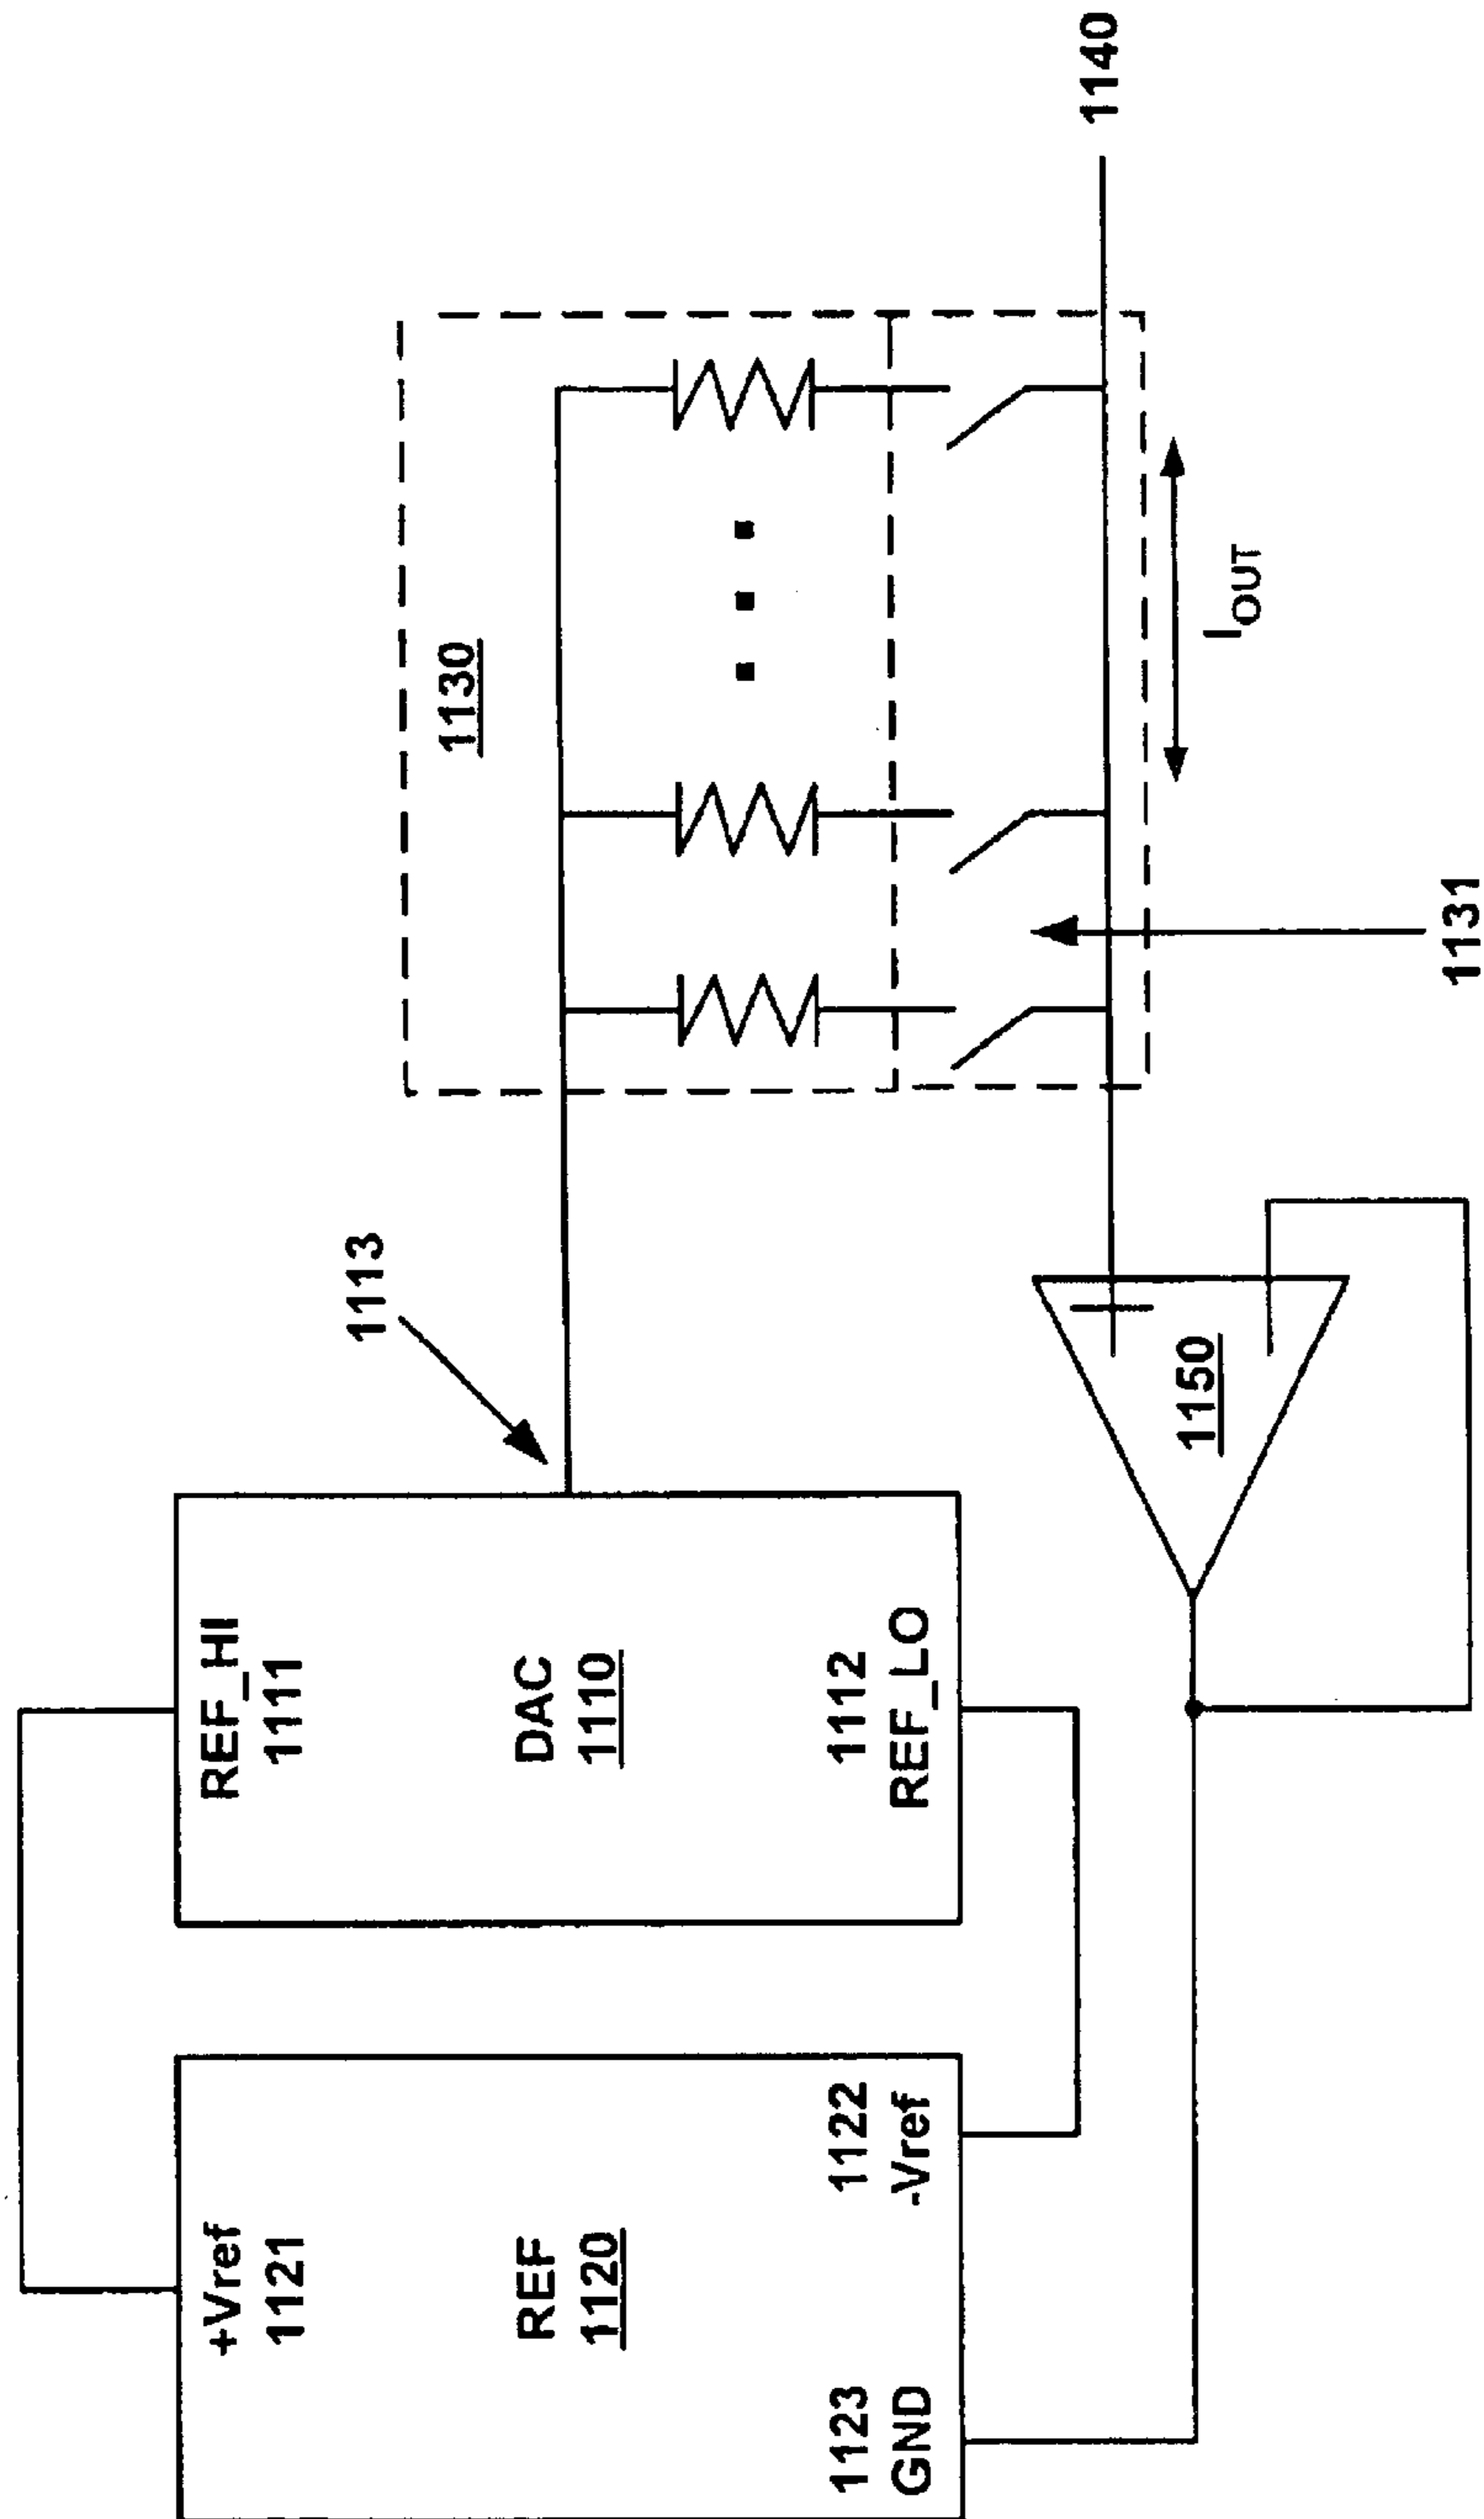 +Vref
1121
REF
1120
1123
GND
1122
-Vref
REF_HI
1111
DAC
1110
1112
REF_LO
1113
1150
1130
1131
IOUT
1140